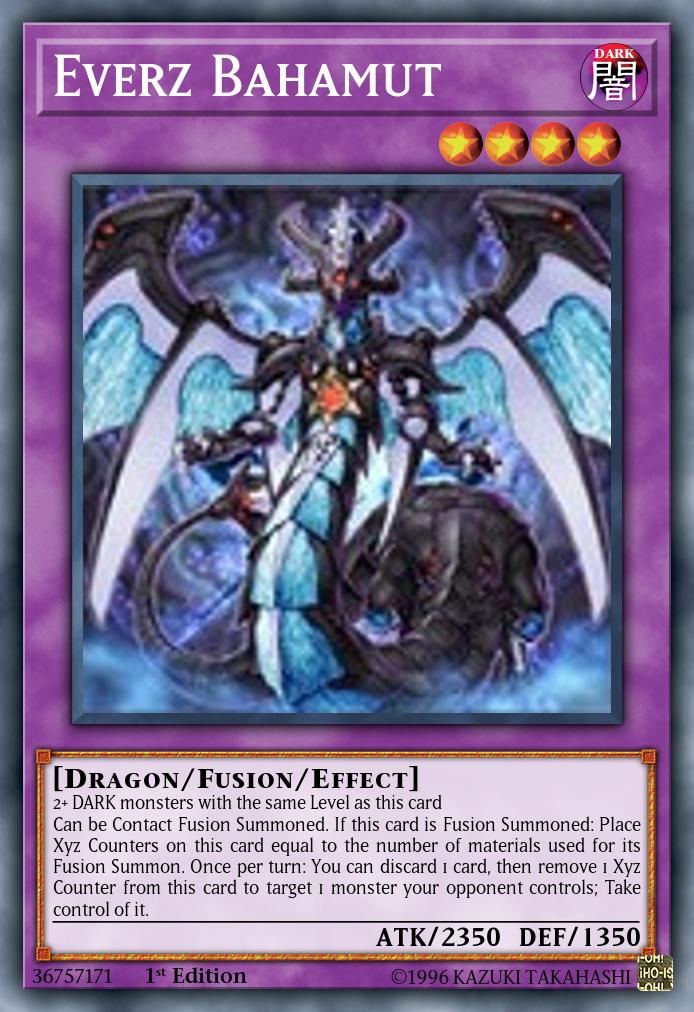 Everz Bahamut
DARK
闇
[Dragon/Fusion/Effect]
2+ DARK monsters with the same Level as this card
Can be Contact Fusion Summoned. If this card is Fusion Summoned: Place
Xyz Counters on this card equal to the number of materials used for its
Fusion Summon. Once per turn: You can discard 1 card, then remove 1 Xyz
Counter from this card to target 1 monster your opponent controls; Take
control of it.
ATK/2350 DEF/1350
36757171 1st Edition ©1996 KAZUKI TAKAHASHI